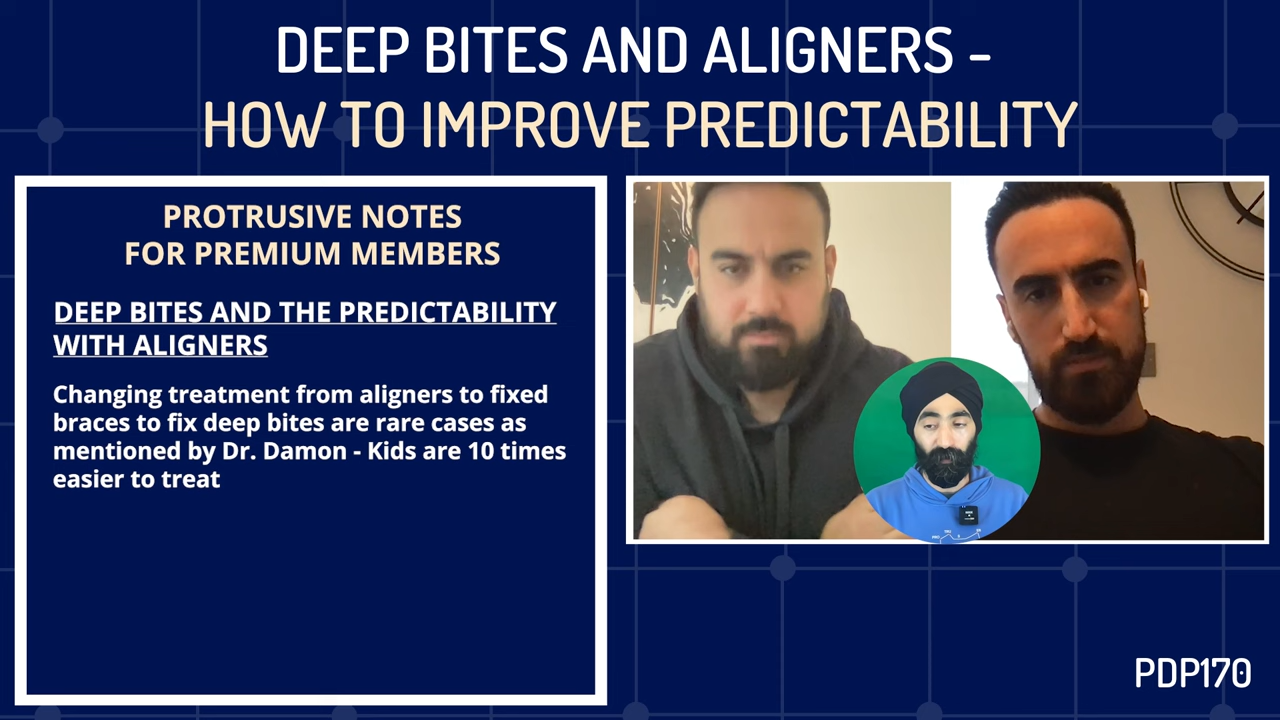 DEEP BITES AND ALIGNERS -
HOW TO IMPROVE PREDICTABILITY
PROTRUSIVE NOTES
FOR PREMIUM MEMBERS
DEEP BITES AND THE PREDICTABILITY
WITH ALIGNERS
Changing treatment from aligners to fixed
braces to fix deep bites are rare cases as
mentioned by Dr. Damon - Kids are 10 times
easier to treat
PDP170